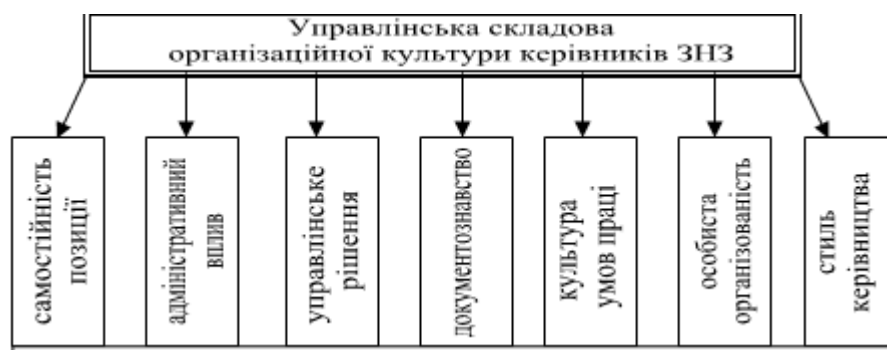 Управлінська складова
організаційної культури керівників ЗНЗ
самостійність
позиції
адміністративний
вплив
управлінське
рішення
документознавство
культура
умов праці
особиста
організованість
стиль
керівництва